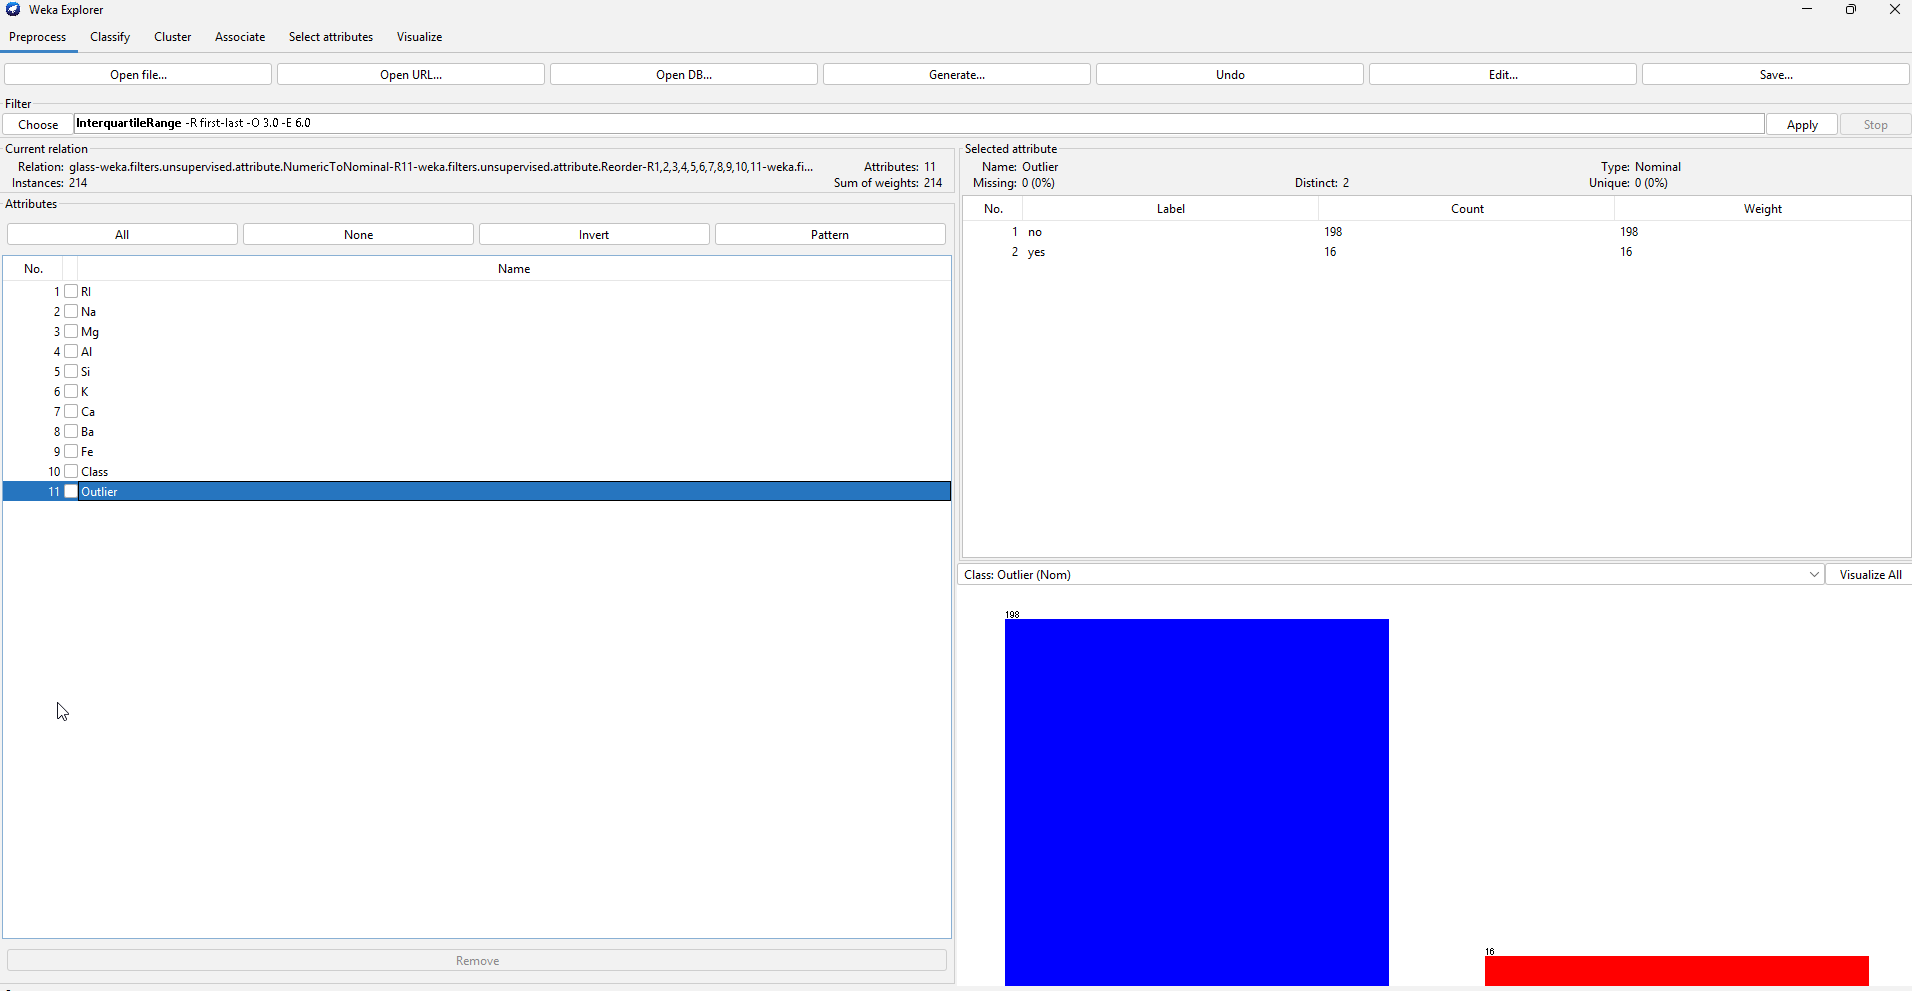 Weka Explorer
Preprocess Classify Cluster Associate Select attributes Visualize
Open file... Open URL... Open DB... Generate... Undo Edit... Save...
Filter
Choose InterquartileRange -R first-last -O 3.0 -E 6.0 Apply Stop
Current relation
Relation: glass-weka.filters.unsupervised.attribute.NumericToNominal-R11-weka.filters.unsupervised.attribute.Reorder-R1,2,3,4,5,6,7,8,9,10,11-weka.fi... Attributes: 11
Instances: 214 Sum of weights: 214
Attributes
All None Invert Pattern
No. Name
1 RI
2 Na
3 Mg
4 Al
5 Si
6 K
7 Ca
8 Ba
9 Fe
10 Class
11 Outlier
Remove
Selected attribute
Name: Outlier Type: Nominal
Missing: 0 (0%) Distinct: 2 Unique: 0 (0%)
No. Label Count Weight
1 no 198 198
2 yes 16 16
Class: Outlier (Nom) Visualize All
198
16